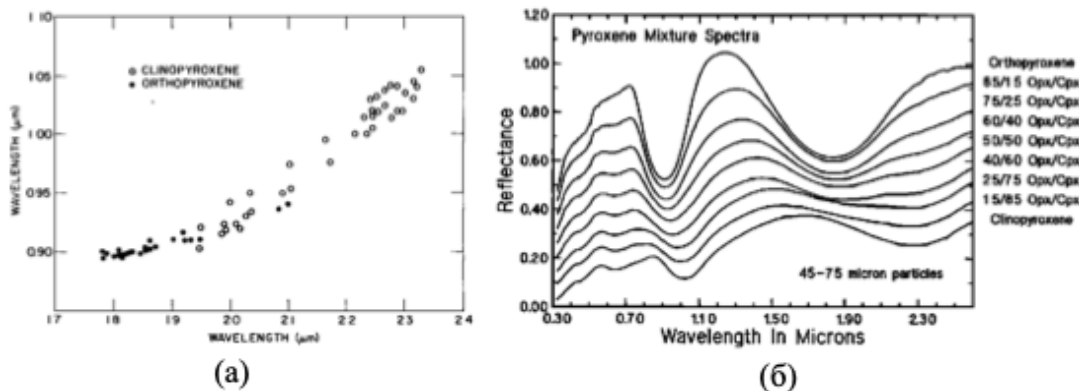 1.10
1.05
1.00
0.95
0.90
WAVELENGTH (μm)
CLINOPYROXENE
ORTHOPYROXENE
1.7 1.8 1.9 2.0 2.1 2.2 2.3 2.4
WAVELENGTH (μm)
(а)
1.20
1.00
0.80
0.60
0.40
0.20
0.00
Reflectance
Pyroxene Mixture Spectra
45-75 micron particles
0.30 0.70 1.10 1.50 1.90 2.30
Wavelength In Microns
Orthopyroxene
85/15 Opx/Cpx
75/25 Opx/Cpx
60/40 Opx/Cpx
50/50 Opx/Cpx
40/60 Opx/Cpx
25/75 Opx/Cpx
15/85 Opx/Cpx
Clinopyroxene
(б)